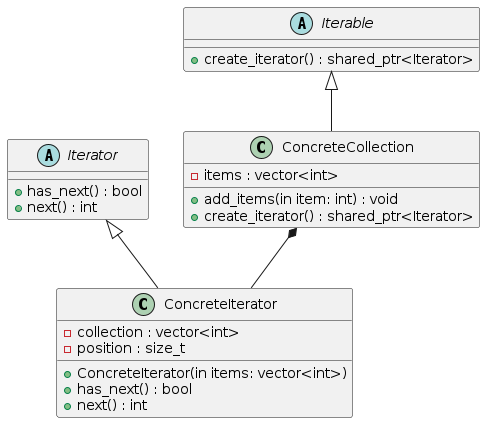 A Iterable
+ create_iterator() : shared_ptr<Iterator>
A Iterator
+ has_next() : bool
+ next() : int
C ConcreteCollection
- items : vector<int>
+ add_items(in item: int) : void
+ create_iterator() : shared_ptr<Iterator>
C ConcreteIterator
collection : vector<int>
position : size_t
ConcreteIterator(in items: vector<int>)
has_next() : bool
next() : int